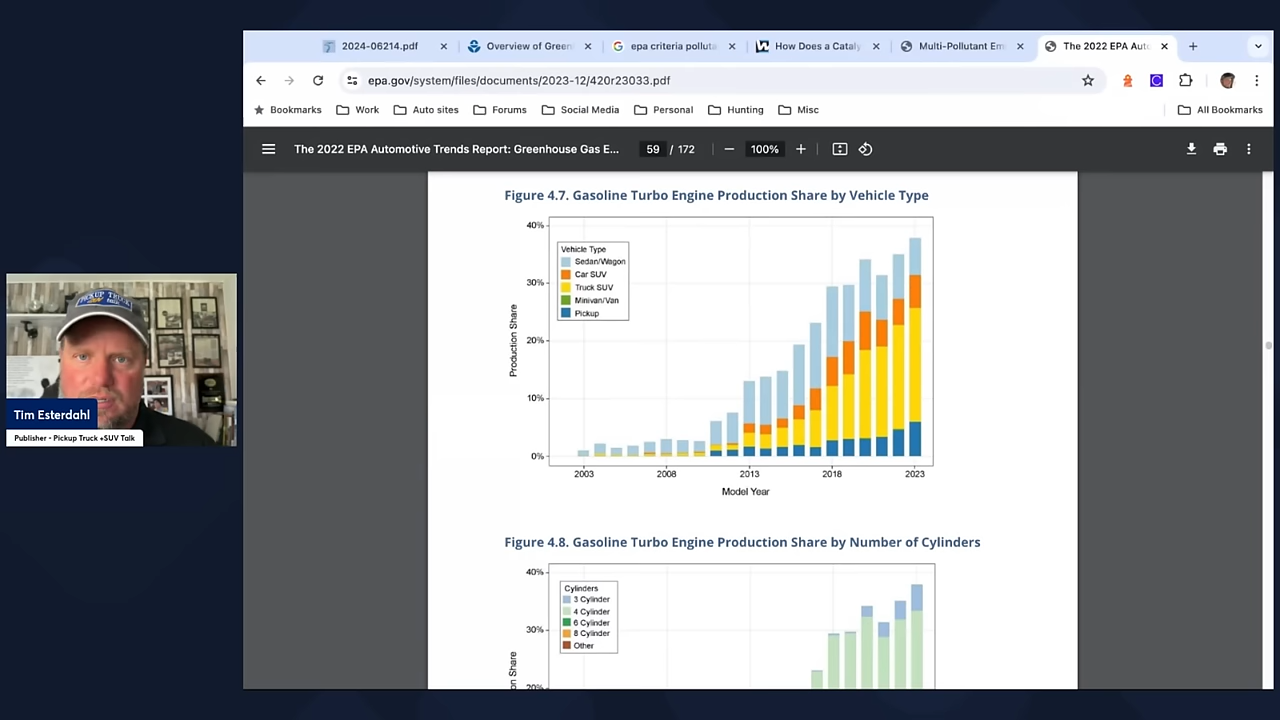 2024-06214.pdf
Overview of Green
epa criteria polluta
How Does a Cataly
Multi-Pollutant Em
The 2022 EPA Auto
epa.gov/system/files/documents/2023-12/420r23033.pdf
Bookmarks Work Auto sites Forums Social Media Personal Hunting Misc All Bookmarks
The 2022 EPA Automotive Trends Report: Greenhouse Gas E... 59 / 172 100%
Figure 4.7. Gasoline Turbo Engine Production Share by Vehicle Type
40%
30%
20%
10%
0%
Production Share
Vehicle Type
Sedan/Wagon
Car SUV
Truck SUV
Minivan/Van
Pickup
2003 2008 2013 2018 2023
Model Year
Figure 4.8. Gasoline Turbo Engine Production Share by Number of Cylinders
40%
30%
20%
Cylinders
3 Cylinder
4 Cylinder
6 Cylinder
8 Cylinder
Other
on Share
PICKUP TRUCK
Tim Esterdahl
Publisher - Pickup Truck +SUV Talk